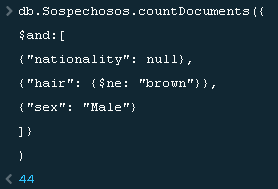 > db.Sospechosos.countDocuments({
$and:[
{"nationality": null},
{"hair": {$ne: "brown"}},
{"sex": "Male"}
]}
)
< 44